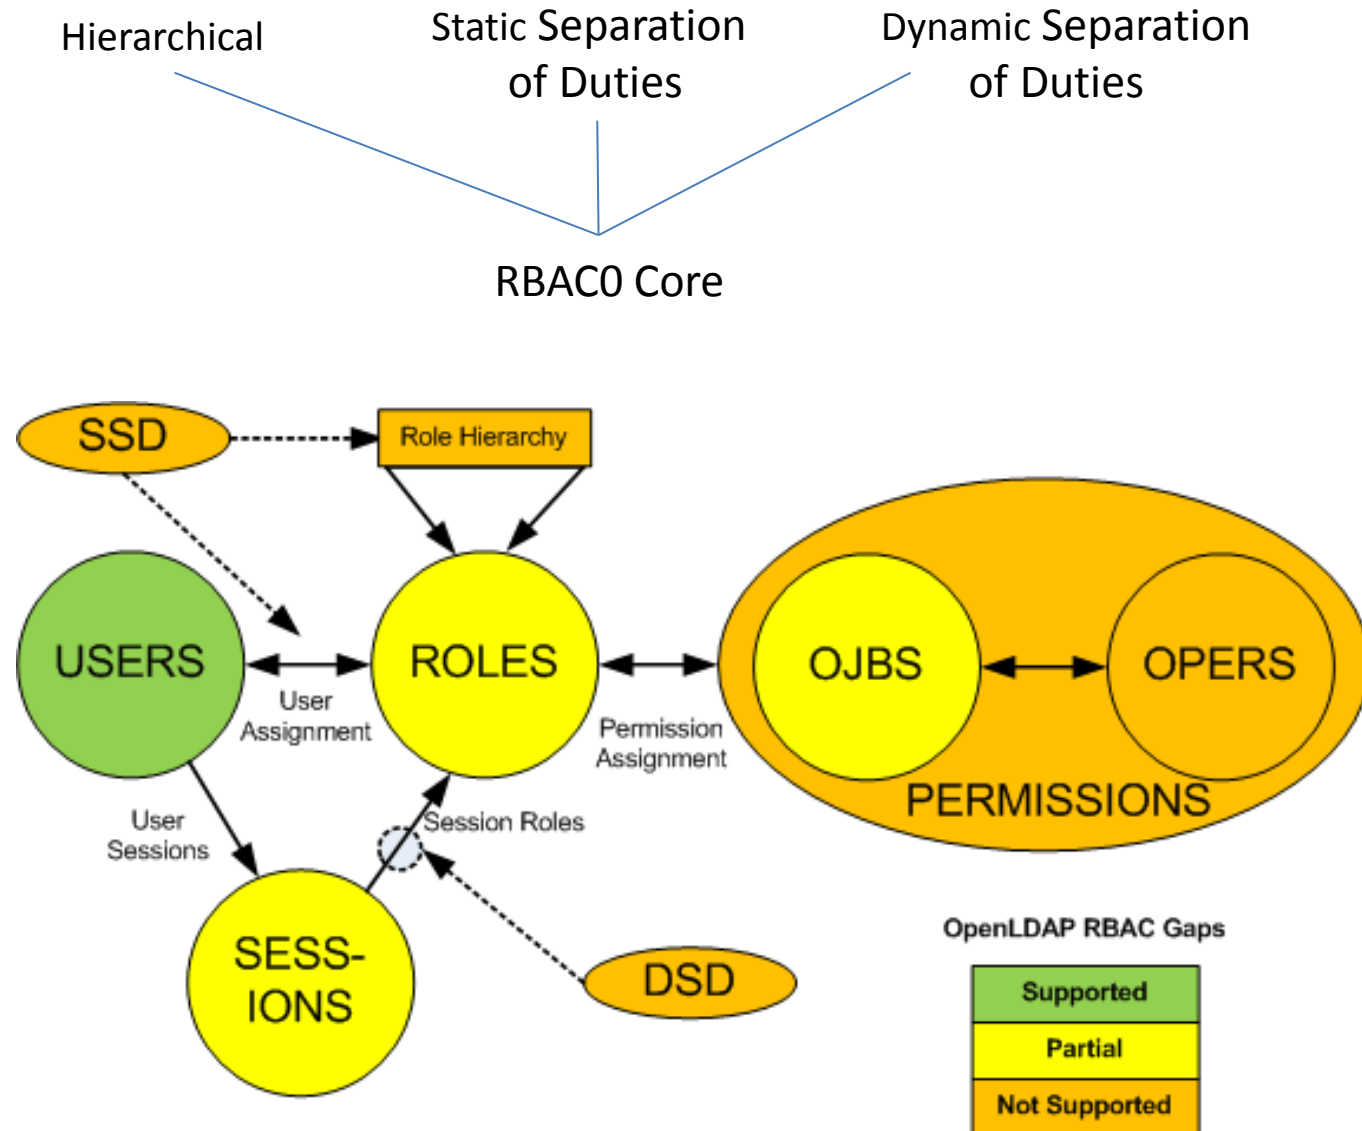 Hierarchical
Static Separation
of Duties
Dynamic Separation
of Duties
RBAC0 Core
SSD
Role Hierarchy
USERS
User
Assignment
ROLES
Permission
Assignment
OJBS
OPERS
PERMISSIONS
User
Sessions
Session Roles
SESS-
IONS
DSD
OpenLDAP RBAC Gaps
Supported
Partial
Not Supported